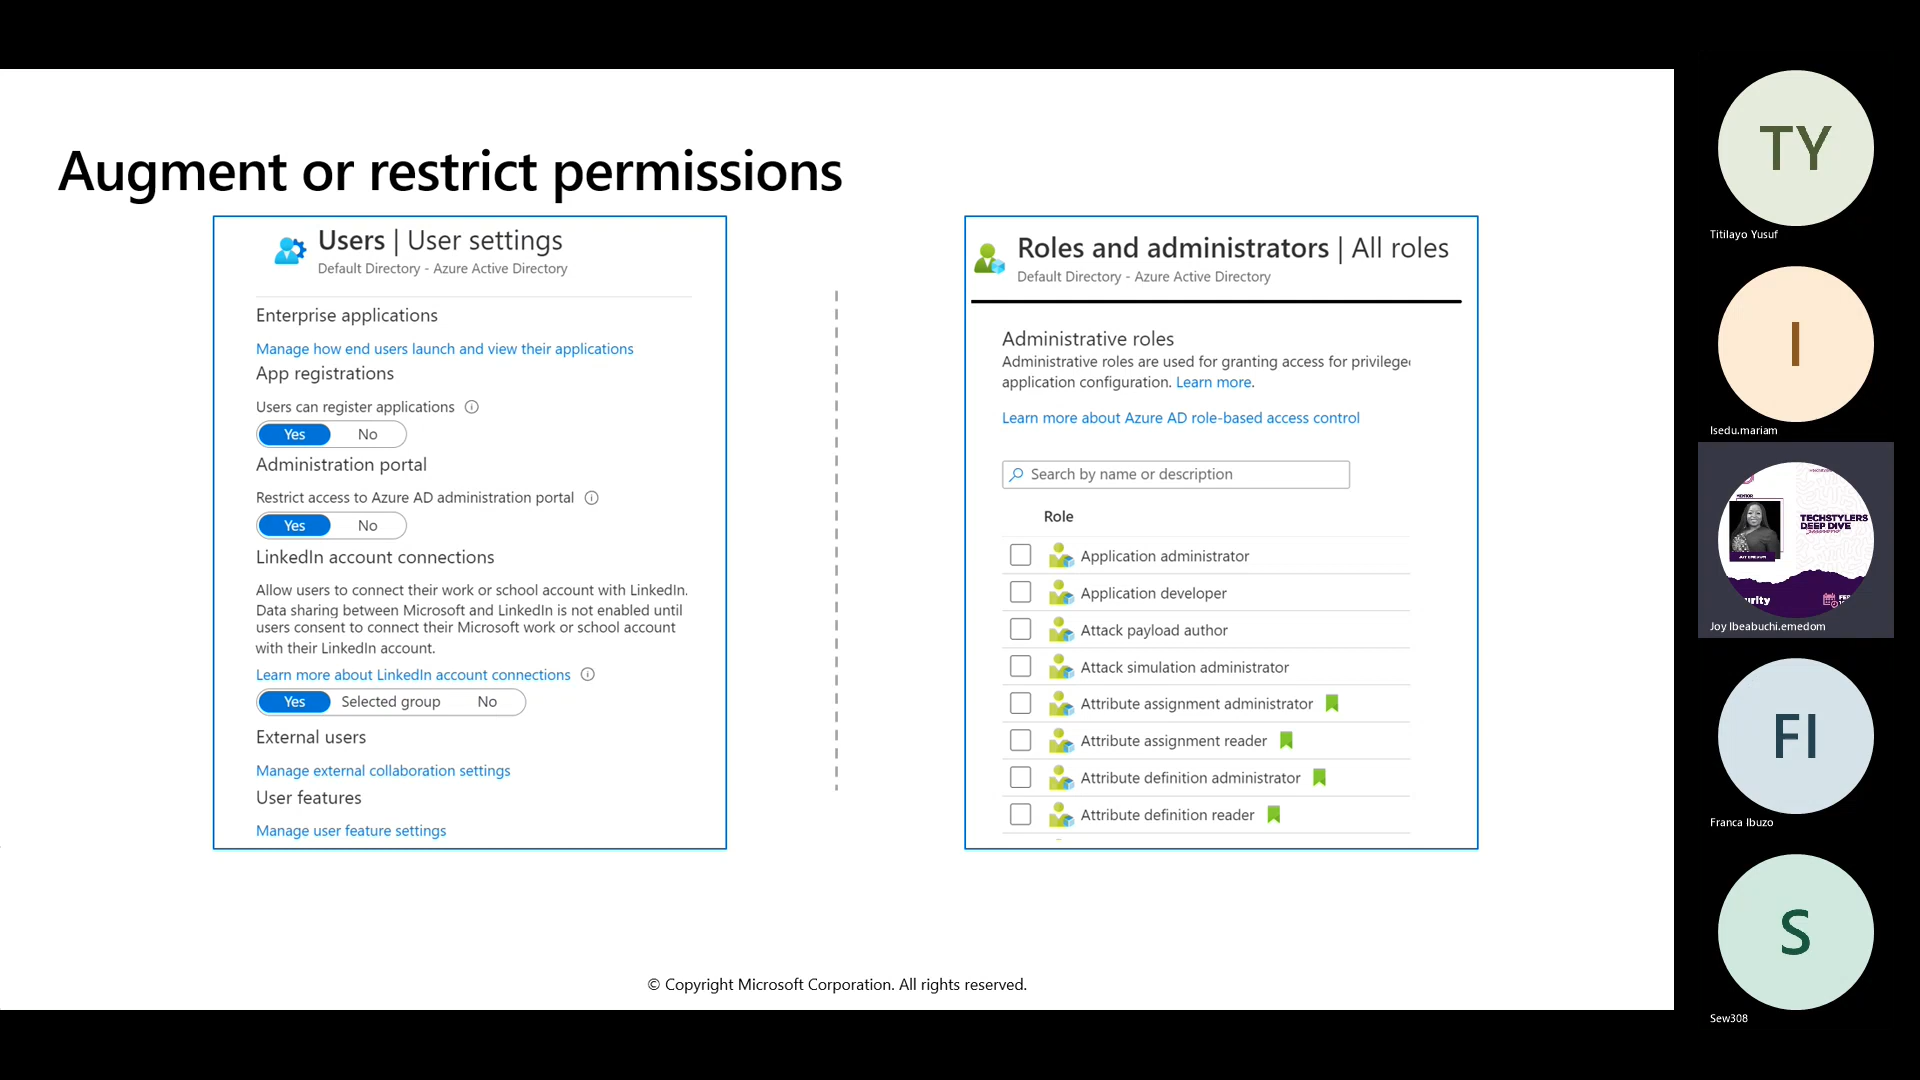 Augment or restrict permissions
Users | User settings
Default Directory - Azure Active Directory
Enterprise applications
Manage how end users launch and view their applications
App registrations
Users can register applications
Yes No
Administration portal
Restrict access to Azure AD administration portal
Yes No
LinkedIn account connections
Allow users to connect their work or school account with LinkedIn.
Data sharing between Microsoft and LinkedIn is not enabled until
users consent to connect their Microsoft work or school account
with their LinkedIn account.
Learn more about LinkedIn account connections
Yes Selected group No
External users
Manage external collaboration settings
User features
Manage user feature settings
Roles and administrators | All roles
Default Directory - Azure Active Directory
Administrative roles
Administrative roles are used for granting access for privilege
application configuration. Learn more.
Learn more about Azure AD role-based access control
Search by name or description
Role
Application administrator
Application developer
Attack payload author
Attack simulation administrator
Attribute assignment administrator
Attribute assignment reader
Attribute definition administrator
Attribute definition reader
© Copyright Microsoft Corporation. All rights reserved.
TY
Titilayo Yusuf
I
Isedu.mariam
MENTOR
TECHSTYLERS
DEEP DIVE
urity
FE
Joy Ibeabuchi.emedom
FI
Franca Ibuzo
S
Sew308